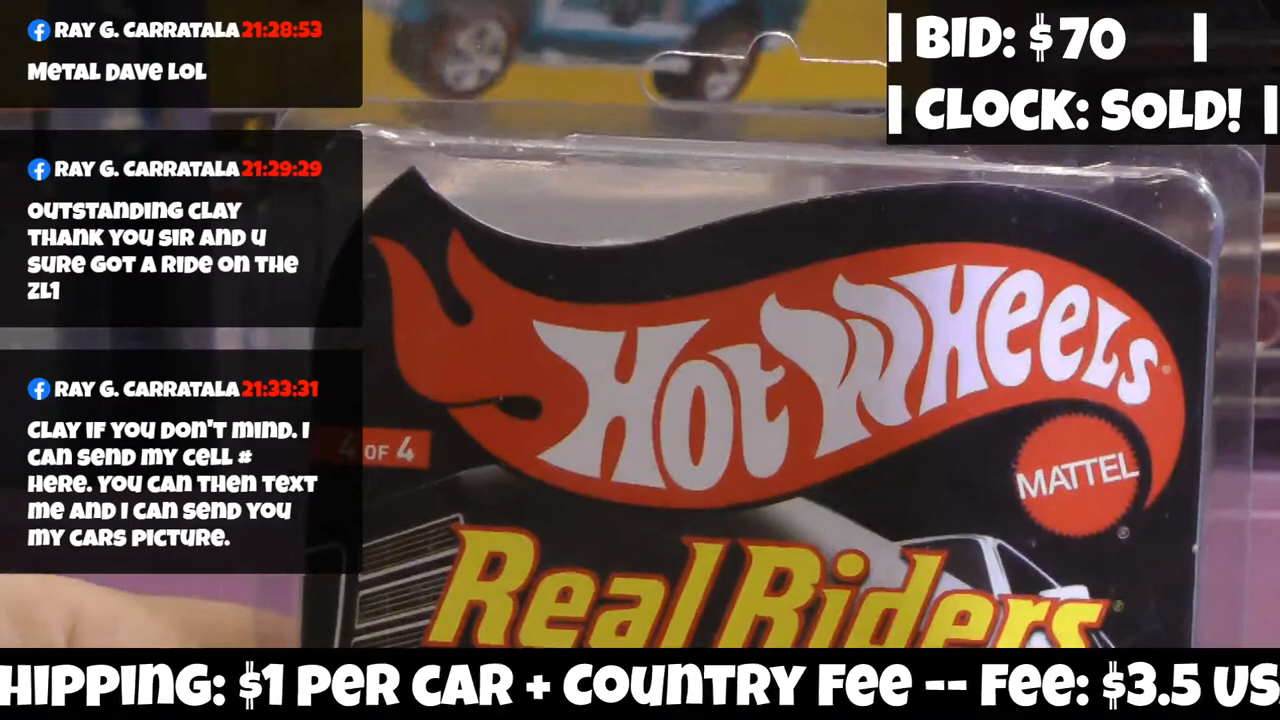 RAY G. CARRATALA 21:28:53
METAL DAVE LOL
RAY G. CARRATALA 21:29:29
OUTSTANDING CLAY
THANK YOU SIR AND U
SURE GOT A RIDE ON THE
ZL1
RAY G. CARRATALA 21:33:31
CLAY IF YOU DON'T MIND. I
CAN SEND MY CELL #
HERE. YOU CAN THEN TEXT
ME AND I CAN SEND YOU
MY CARS PICTURE.
| BID: $70 |
| CLOCK: SOLD! |
HOT WHEELS®
4 OF 4
MATTEL
®
Real Riders®
HIPPING: $1 PER CAR + COUNTRY FEE -- FEE: $3.5 US